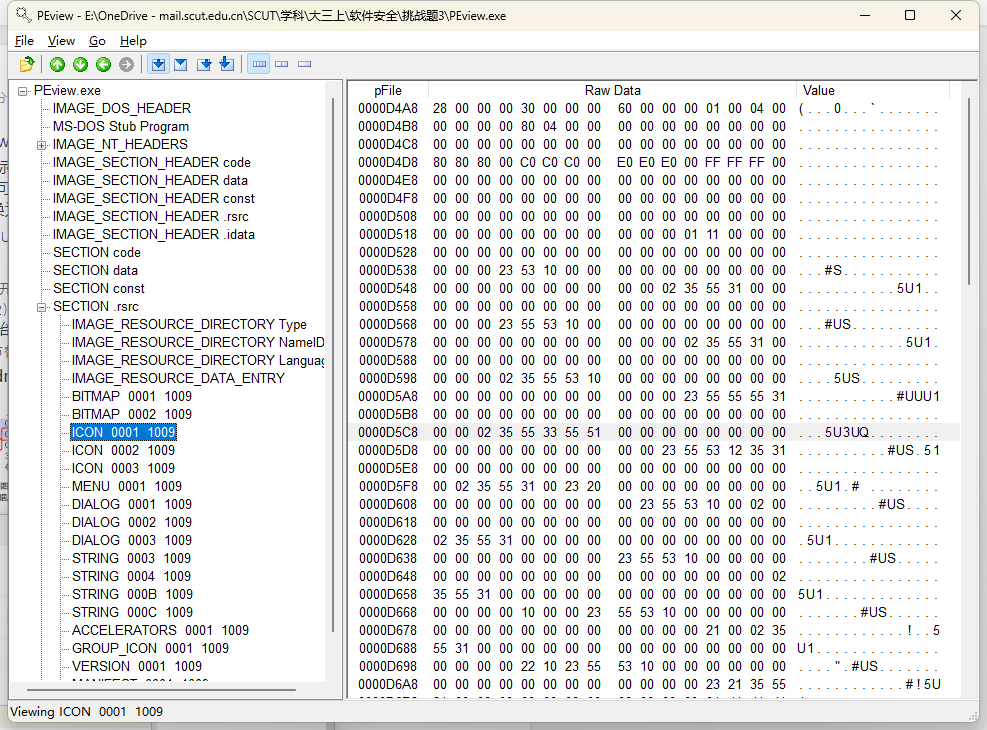 PEview - E:\OneDrive - mail.scut.edu.cn\SCUT\学科\大三上\软件安全\挑战题3\PEview.exe
File View Go Help
PEview.exe
IMAGE_DOS_HEADER
MS-DOS Stub Program
IMAGE_NT_HEADERS
IMAGE_SECTION_HEADER code
IMAGE_SECTION_HEADER data
IMAGE_SECTION_HEADER const
IMAGE_SECTION_HEADER .rsrc
IMAGE_SECTION_HEADER .idata
SECTION code
SECTION data
SECTION const
SECTION .rsrc
IMAGE_RESOURCE_DIRECTORY Type
IMAGE_RESOURCE_DIRECTORY NameID
IMAGE_RESOURCE_DIRECTORY Languag
IMAGE_RESOURCE_DATA_ENTRY
BITMAP 0001 1009
BITMAP 0002 1009
ICON 0001 1009
ICON 0002 1009
ICON 0003 1009
MENU 0001 1009
DIALOG 0001 1009
DIALOG 0002 1009
DIALOG 0003 1009
STRING 0003 1009
STRING 0004 1009
STRING 000B 1009
STRING 000C 1009
ACCELERATORS 0001 1009
GROUP_ICON 0001 1009
VERSION 0001 1009
pFile Raw Data Value
0000D4A8 28 00 00 00 30 00 00 00 60 00 00 00 01 00 04 00 (...0...`.......
0000D4B8 00 00 00 00 80 04 00 00 00 00 00 00 00 00 00 00 ................
0000D4C8 00 00 00 00 00 00 00 00 00 00 00 00 00 00 00 00 ................
0000D4D8 80 80 80 00 C0 C0 C0 00 E0 E0 E0 00 FF FF FF 00 ................
0000D4E8 00 00 00 00 00 00 00 00 00 00 00 00 00 00 00 00 ................
0000D4F8 00 00 00 00 00 00 00 00 00 00 00 00 00 00 00 00 ................
0000D508 00 00 00 00 00 00 00 00 00 00 00 00 00 00 00 00 ................
0000D518 00 00 00 00 00 00 00 00 00 00 00 01 11 00 00 00 ................
0000D528 00 00 00 00 00 00 00 00 00 00 00 00 00 00 00 00 ................
0000D538 00 00 00 23 53 10 00 00 00 00 00 00 00 00 00 00 ...#S...........
0000D548 00 00 00 00 00 00 00 00 00 00 02 35 55 31 00 00 ...........5U1..
0000D558 00 00 00 00 00 00 00 00 00 00 00 00 00 00 00 00 ................
0000D568 00 00 00 23 55 53 10 00 00 00 00 00 00 00 00 00 ...#US..........
0000D578 00 00 00 00 00 00 00 00 00 00 00 02 35 55 31 00 ............5U1.
0000D588 00 00 00 00 00 00 00 00 00 00 00 00 00 00 00 00 ................
0000D598 00 00 00 02 35 55 53 10 00 00 00 00 00 00 00 00 ....5US.........
0000D5A8 00 00 00 00 00 00 00 00 00 00 00 23 55 55 55 31 ...........#UUU1
0000D5B8 00 00 00 00 00 00 00 00 00 00 00 00 00 00 00 00 ................
0000D5C8 00 00 02 35 55 33 55 51 00 00 00 00 00 00 00 00 ...5U3UQ........
0000D5D8 00 00 00 00 00 00 00 00 00 00 23 55 53 12 35 31 ..........#US.51
0000D5E8 00 00 00 00 00 00 00 00 00 00 00 00 00 00 00 00 ................
0000D5F8 00 02 35 55 31 00 23 20 00 00 00 00 00 00 00 00 ..5U1.# ........
0000D608 00 00 00 00 00 00 00 00 00 23 55 53 10 00 02 00 .........#US....
0000D618 00 00 00 00 00 00 00 00 00 00 00 00 00 00 00 00 ................
0000D628 02 35 55 31 00 00 00 00 00 00 00 00 00 00 00 00 .5U1............
0000D638 00 00 00 00 00 00 00 00 23 55 53 10 00 00 00 00 ........#US.....
0000D648 00 00 00 00 00 00 00 00 00 00 00 00 00 00 00 02 ................
0000D658 35 55 31 00 00 00 00 00 00 00 00 00 00 00 00 00 5U1.............
0000D668 00 00 00 00 10 00 00 23 55 53 10 00 00 00 00 00 .......#US......
0000D678 00 00 00 00 00 00 00 00 00 00 00 00 21 00 02 35 ............!..5
0000D688 55 31 00 00 00 00 00 00 00 00 00 00 00 00 00 00 U1..............
0000D698 00 00 00 00 22 10 23 55 53 10 00 00 00 00 00 00 ....".#US.......
0000D6A8 00 00 00 00 00 00 00 00 00 00 00 00 23 21 35 55 ............#!5U
Viewing ICON 0001 1009